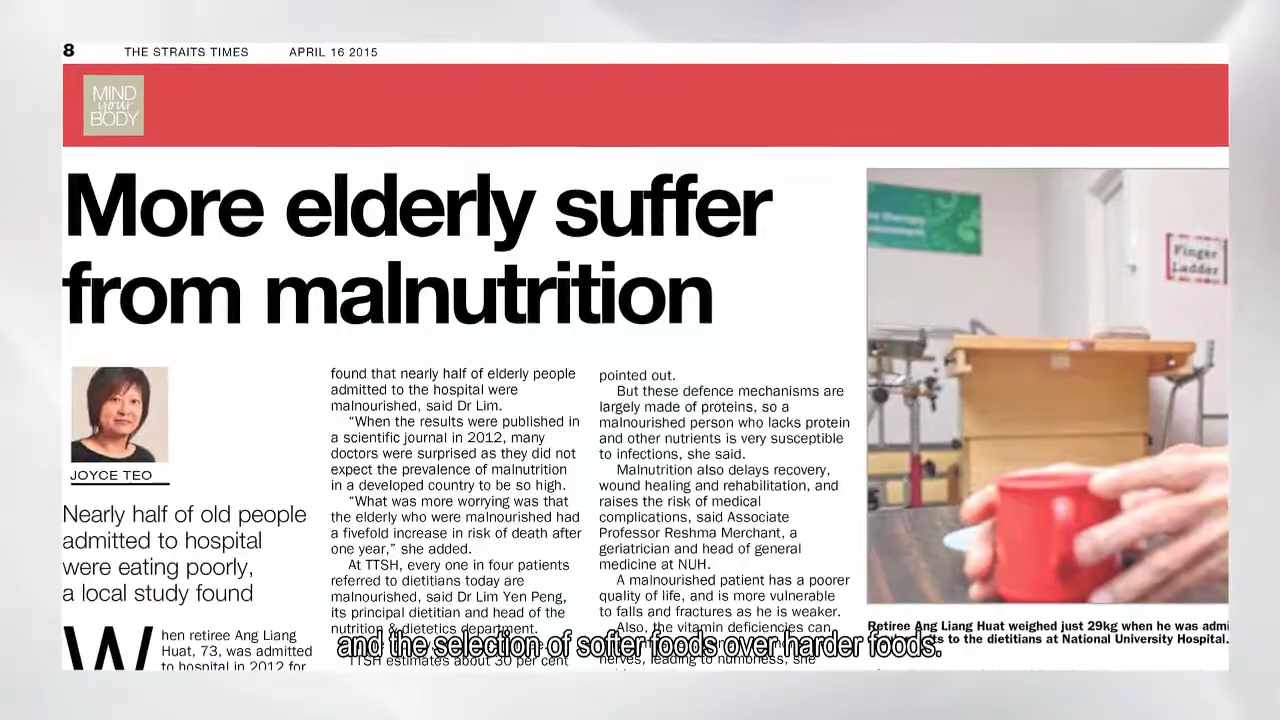 8 THE STRAITS TIMES APRIL 16 2015
MIND
your
BODY
More elderly suffer
from malnutrition
JOYCE TEO
Nearly half of old people
admitted to hospital
were eating poorly,
a local study found
When retiree Ang Liang
Huat, 73, was admitted
to hospital in 2012 for
found that nearly half of elderly people
admitted to the hospital were
malnourished, said Dr Lim.
“When the results were published in
a scientific journal in 2012, many
doctors were surprised as they did not
expect the prevalence of malnutrition
in a developed country to be so high.
“What was more worrying was that
the elderly who were malnourished had
a fivefold increase in risk of death after
one year,” she added.
At TTSH, every one in four patients
referred to dietitians today are
malnourished, said Dr Lim Yen Peng,
its principal dietitian and head of the
nutrition & dietetics department.
TTSH estimates about 30 per cent
pointed out.
But these defence mechanisms are
largely made of proteins, so a
malnourished person who lacks protein
and other nutrients is very susceptible
to infections, she said.
Malnutrition also delays recovery,
wound healing and rehabilitation, and
raises the risk of medical
complications, said Associate
Professor Reshma Merchant, a
geriatrician and head of general
medicine at NUH.
A malnourished patient has a poorer
quality of life, and is more vulnerable
to falls and fractures as he is weaker.
Also, the vitamin deficiencies can
nerves, leading to numbness, she
Finger
Ladder
Retiree Ang Liang Huat weighed just 29kg when he was admi
ts to the dietitians at National University Hospital.
and the selection of softer foods over harder foods.